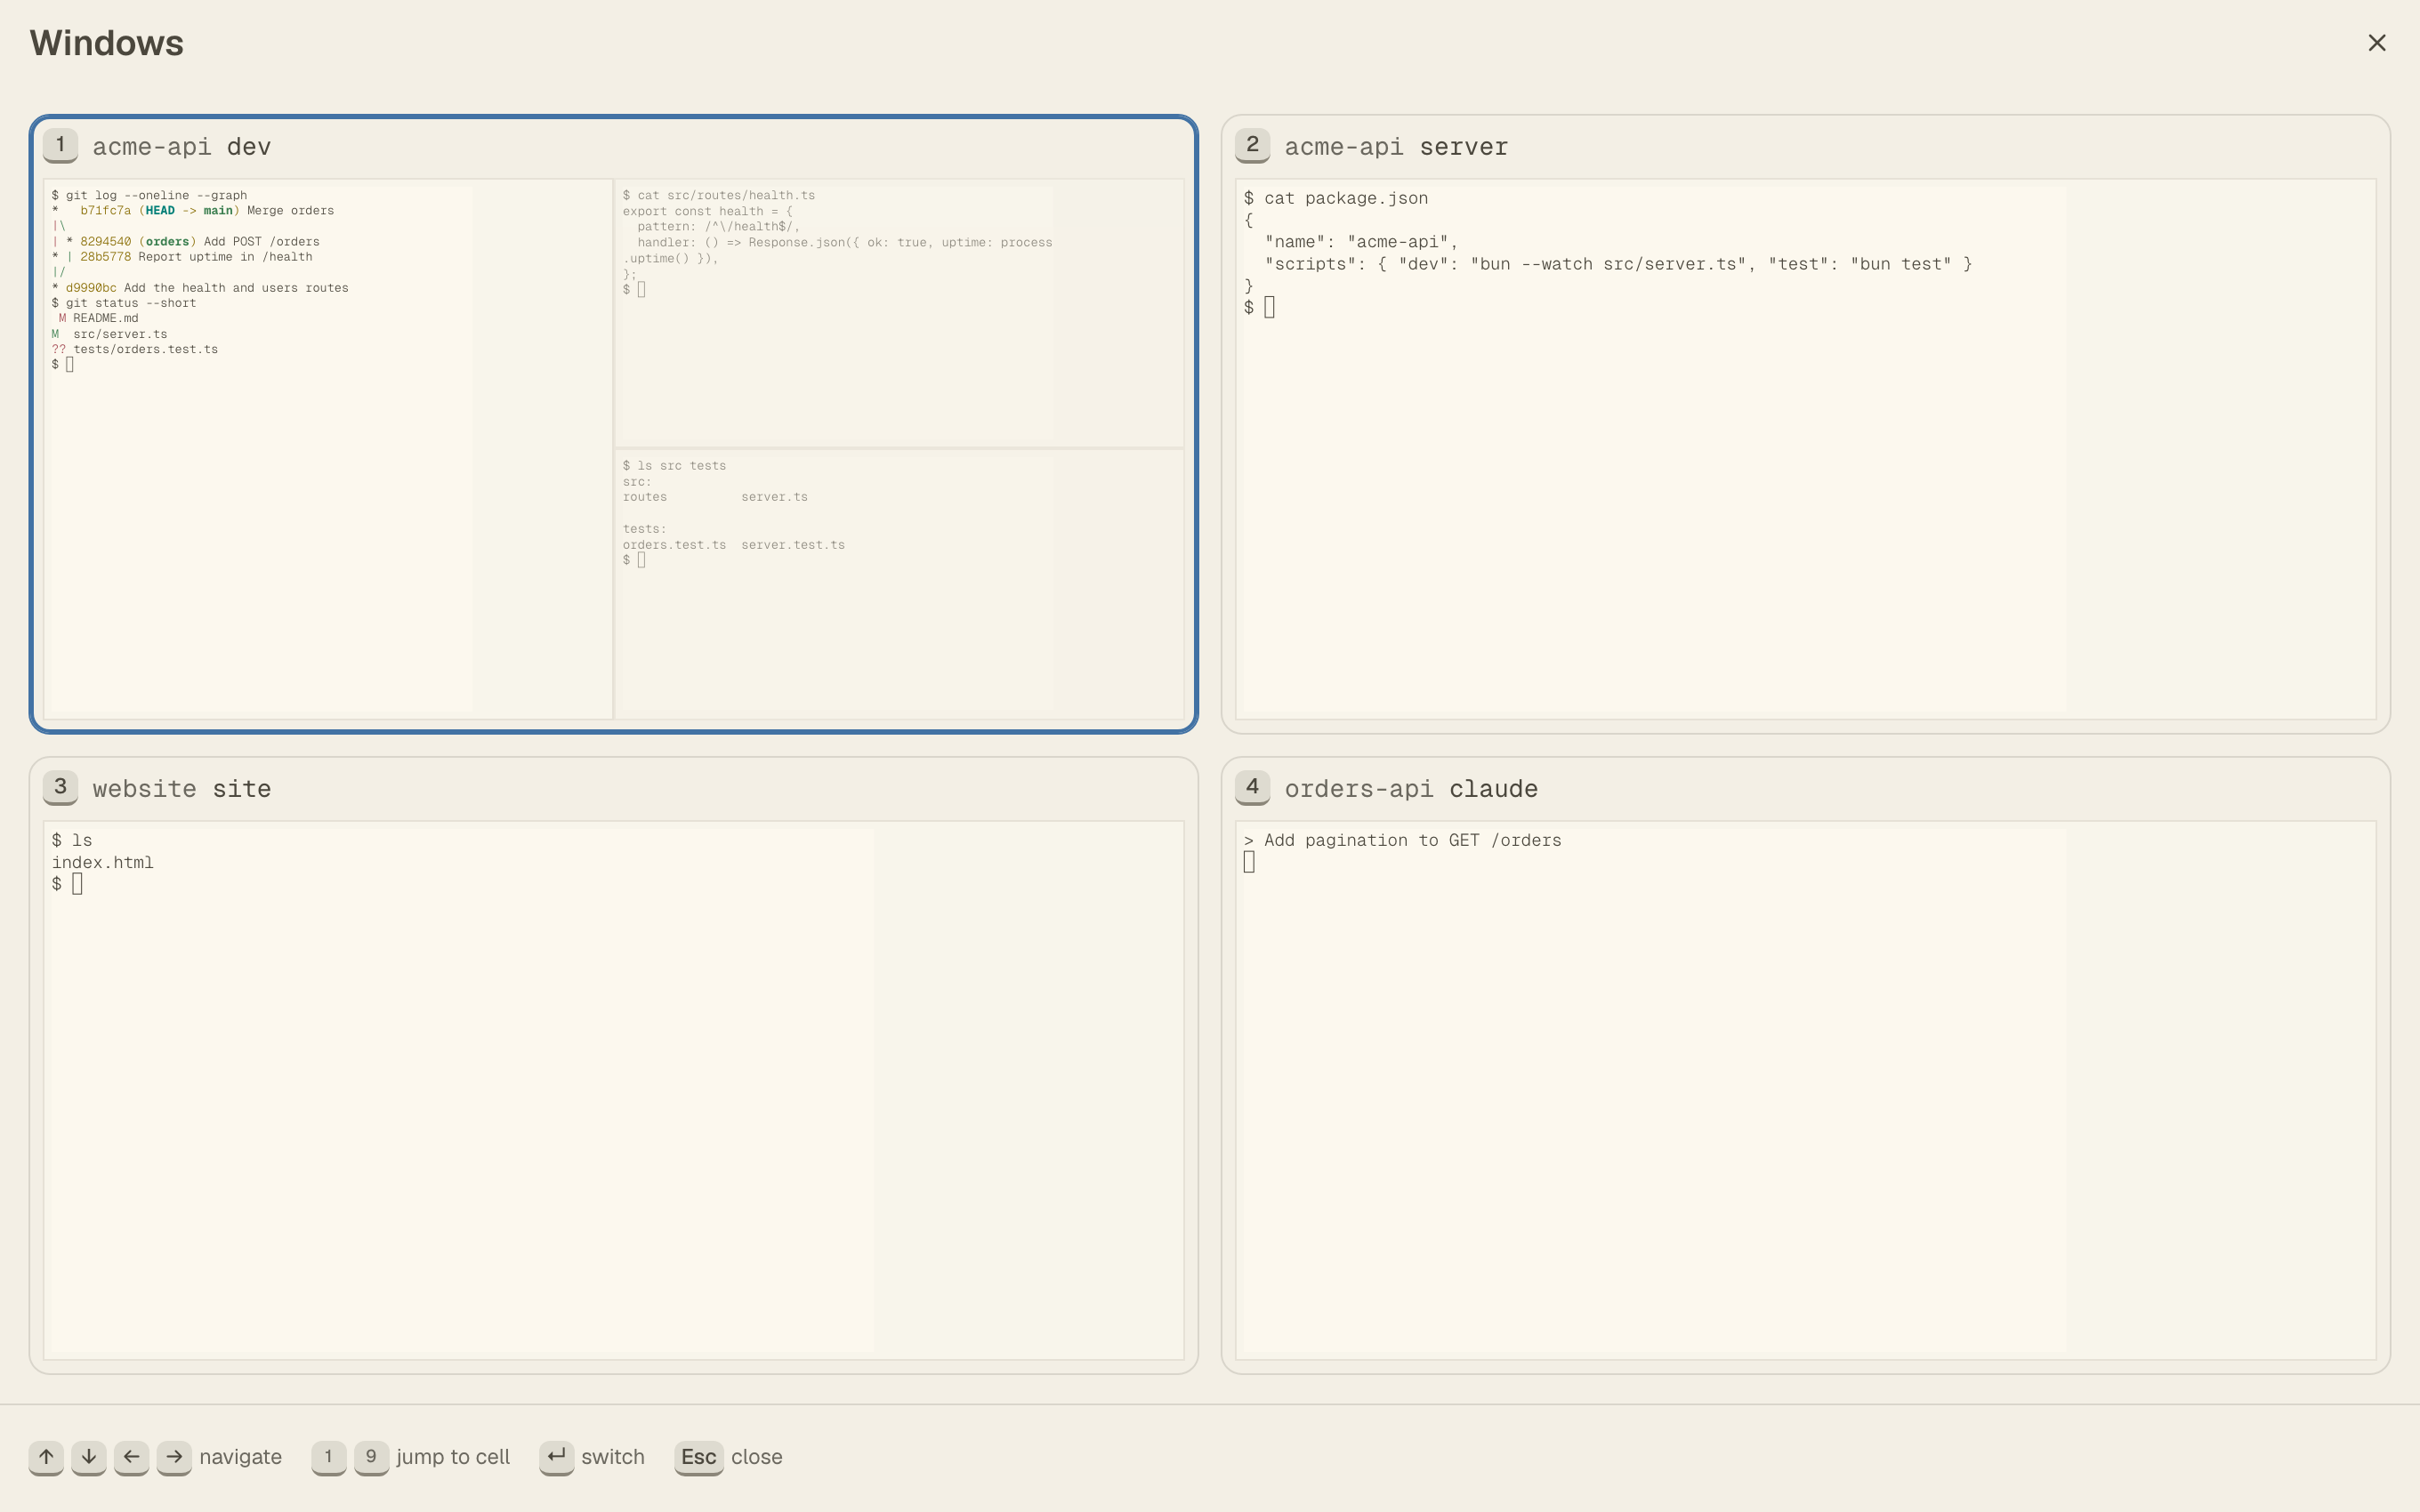 Windows
1 acme-api dev
$ git log --oneline --graph
*   b71fc7a (HEAD -> main) Merge orders
|\
| * 8294540 (orders) Add POST /orders
* | 28b5778 Report uptime in /health
|/
* d9990bc Add the health and users routes
$ git status --short
 M README.md
M  src/server.ts
?? tests/orders.test.ts
$
$ cat src/routes/health.ts
export const health = {
  pattern: /^\/health$/,
  handler: () => Response.json({ ok: true, uptime: process
.uptime() }),
};
$
$ ls src tests
src:
routes          server.ts
tests:
orders.test.ts  server.test.ts
$
2 acme-api server
$ cat package.json
{
  "name": "acme-api",
  "scripts": { "dev": "bun --watch src/server.ts", "test": "bun test" }
}
$
3 website site
$ ls
index.html
$
4 orders-api claude
> Add pagination to GET /orders
↑ ↓ ← → navigate 1 9 jump to cell ↵ switch Esc close